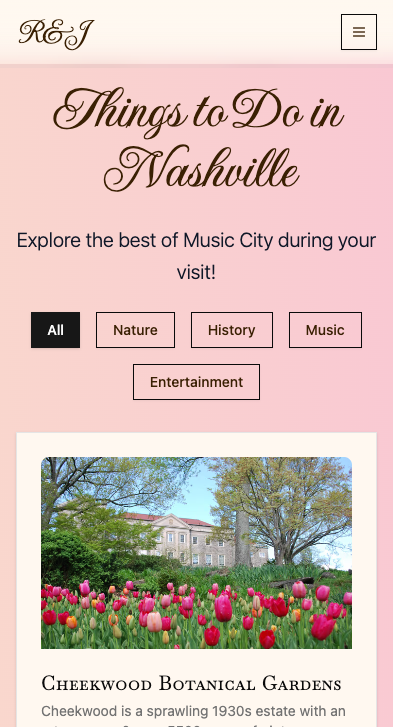 R&J
Things to Do in
Nashville
Explore the best of Music City during your
visit!
All
Nature
History
Music
Entertainment
Cheekwood Botanical Gardens
Cheekwood is a sprawling 1930s estate with an